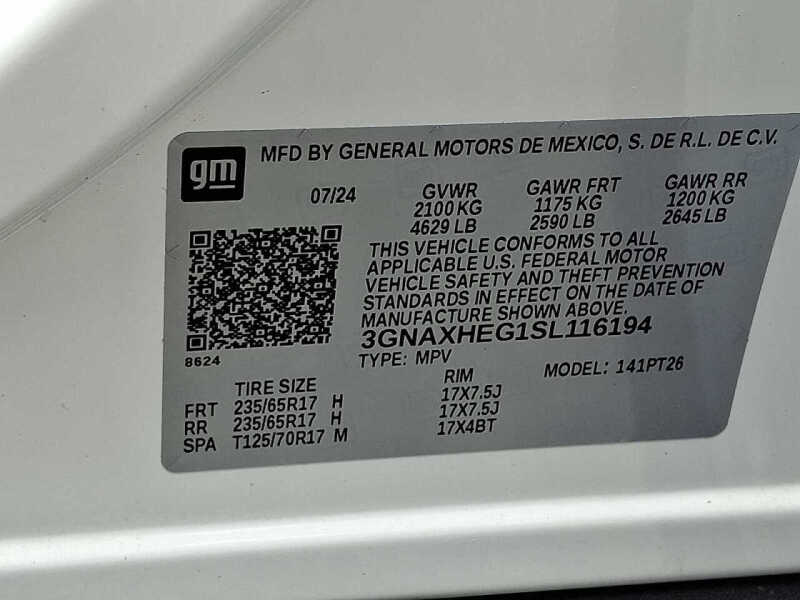 gm MFD BY GENERAL MOTORS DE MEXICO, S. DE R.L. DE C.V.
07/24 GVWR GAWR FRT GAWR RR
2100 KG 1175 KG 1200 KG
4629 LB 2590 LB 2645 LB
THIS VEHICLE CONFORMS TO ALL
APPLICABLE U.S. FEDERAL MOTOR
VEHICLE SAFETY AND THEFT PREVENTION
STANDARDS IN EFFECT ON THE DATE OF
MANUFACTURE SHOWN ABOVE.
3GNAXHEG1SL116194
8624 TYPE: MPV MODEL: 141PT26
TIRE SIZE RIM
FRT 235/65R17 H 17X7.5J
RR 235/65R17 H 17X7.5J
SPA T125/70R17 M 17X4BT